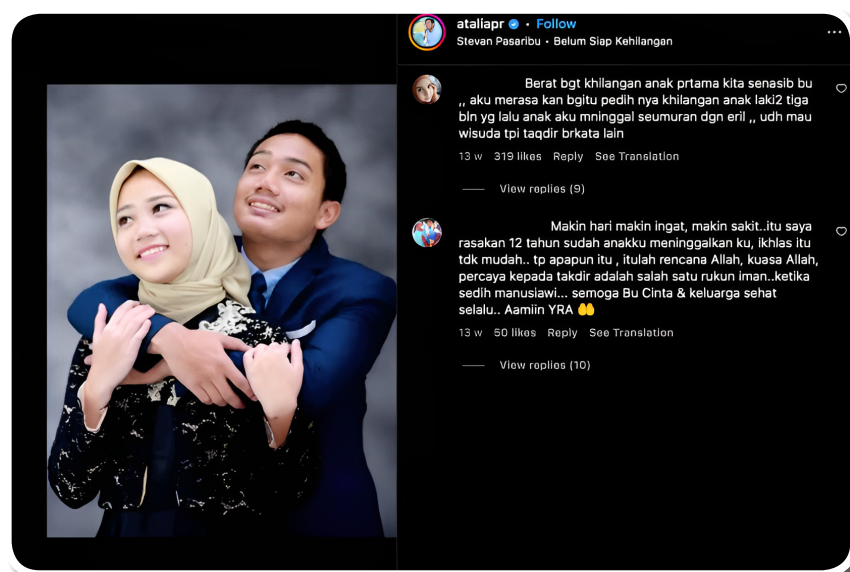 ataliapr • Follow
Stevan Pasaribu • Belum Siap Kehilangan
Berat bgt khilangan anak prtama kita senasib bu
,, aku merasa kan bgitu pedih nya khilangan anak laki2 tiga
bln yg lalu anak aku mninggal seumuran dgn eril ,, udh mau
wisuda tpi taqdir brkata lain
13 w 319 likes Reply See Translation
View replies (9)
Makin hari makin ingat, makin sakit..itu saya
rasakan 12 tahun sudah anakku meninggalkan ku, ikhlas itu
tdk mudah.. tp apapun itu , itulah rencana Allah, kuasa Allah,
percaya kepada takdir adalah salah satu rukun iman..ketika
sedih manusiawi... semoga Bu Cinta & keluarga sehat
selalu.. Aamiin YRA 🤲
13 w 50 likes Reply See Translation
View replies (10)